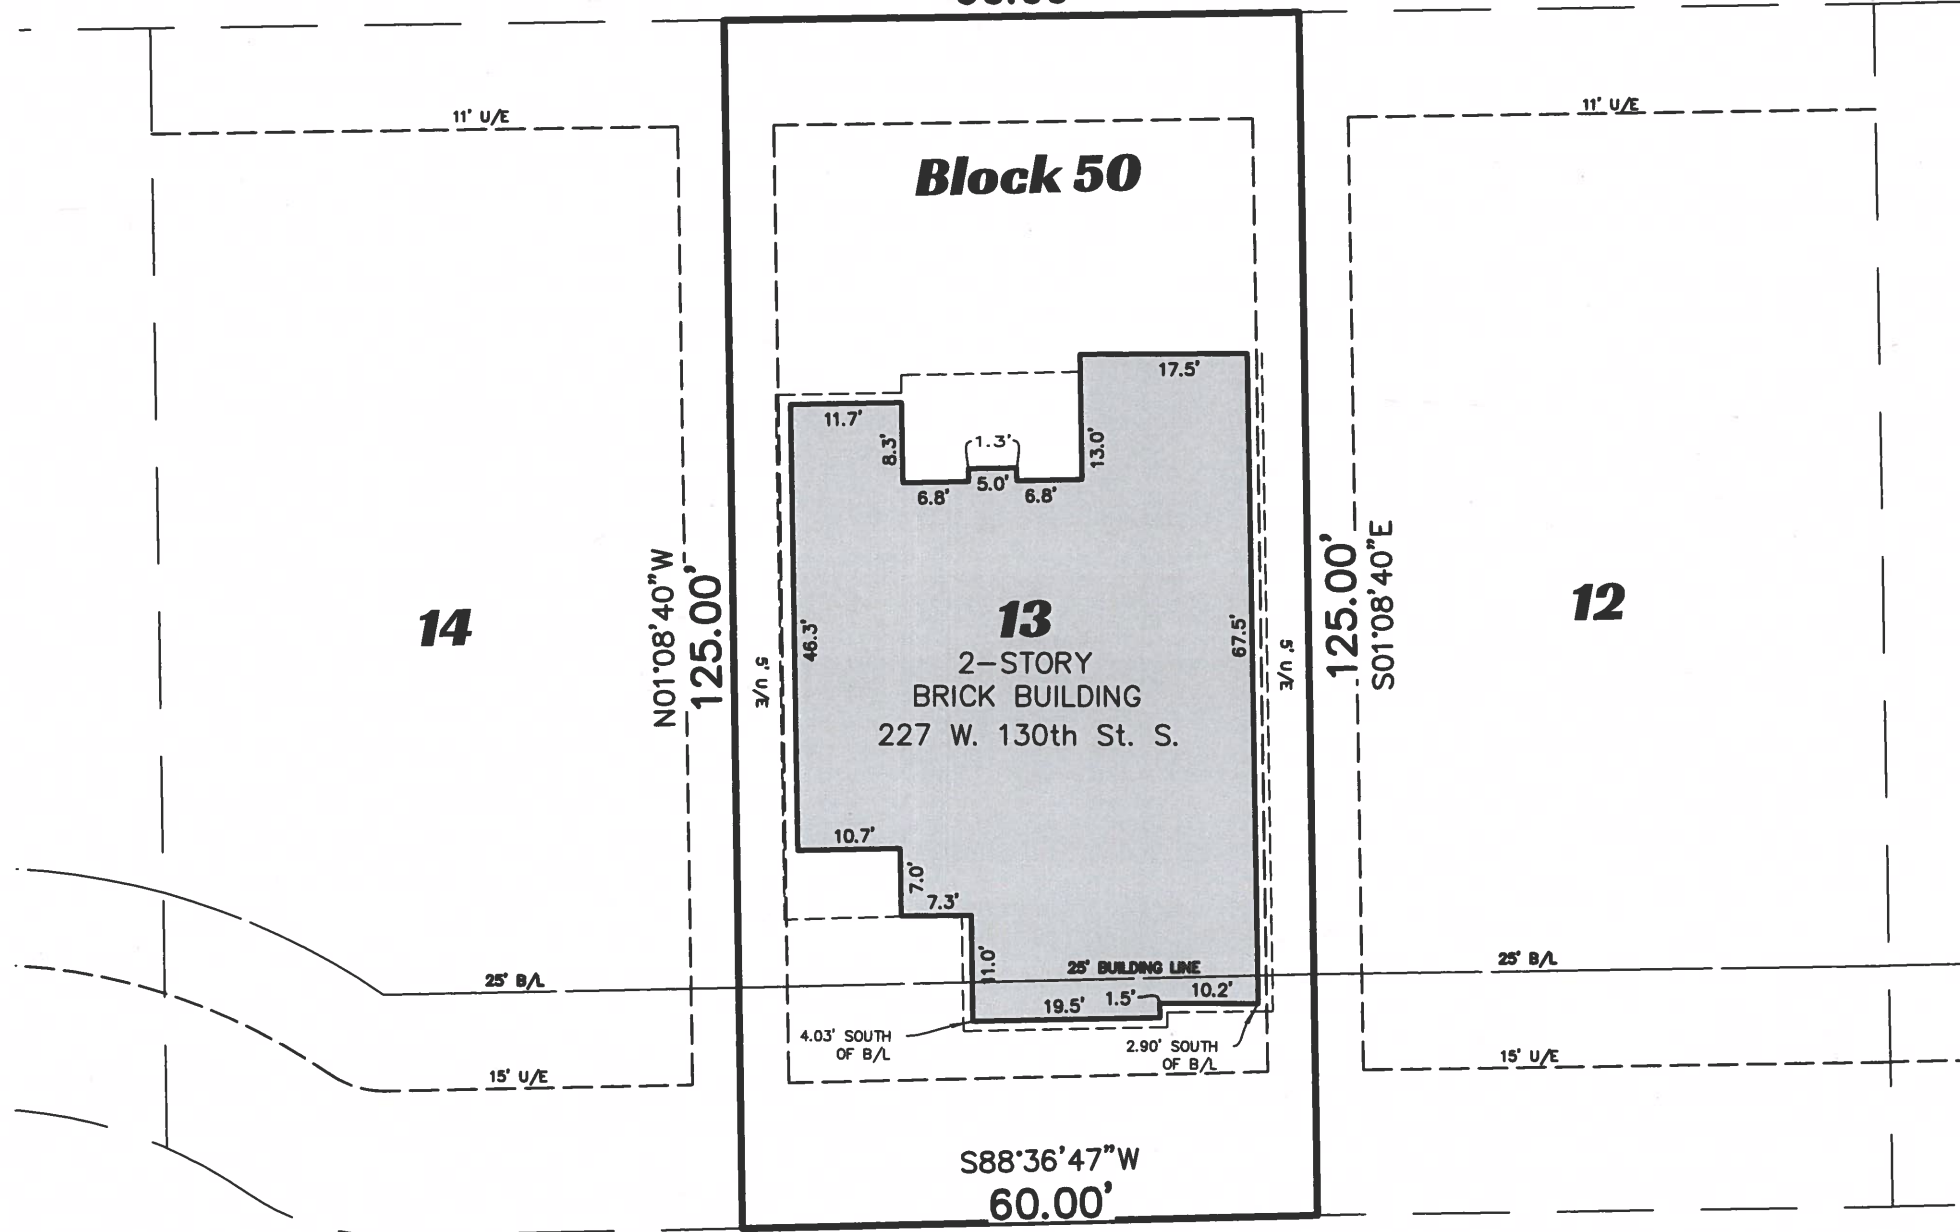 11' U/E
11' U/E
Block 50
17.5'
11.7'
8.3'
1.3'
13.0'
6.8'
5.0'
6.8'
N01°08'40"W
125.00'
125.00'
S01°08'40"E
14
13
12
46.3'
67.5'
5' U/E
5' U/E
2-STORY
BRICK BUILDING
227 W. 130th St. S.
10.7'
7.0'
7.3'
11.0'
25' BUILDING LINE
25' B/L
25' B/L
10.2'
1.5'
19.5'
4.03' SOUTH
OF B/L
2.90' SOUTH
OF B/L
15' U/E
15' U/E
S88°36'47"W
60.00'